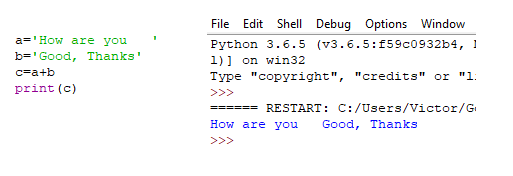 a='How are you   '
b='Good, Thanks'
c=a+b
print(c)
File Edit Shell Debug Options Window
Python 3.6.5 (v3.6.5:f59c0932b4,
1)] on win32
Type "copyright", "credits" or
>>>
====== RESTART: C:/Users/Victor/
How are you   Good, Thanks
>>>